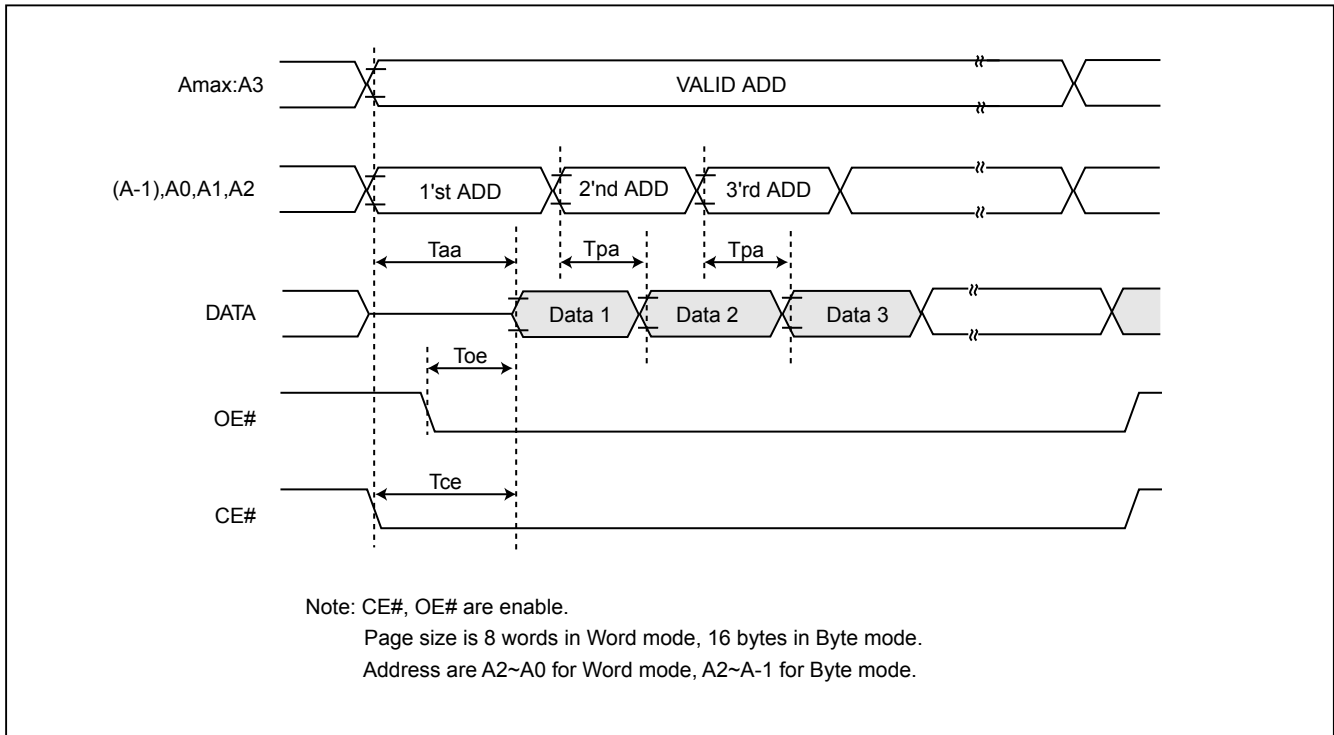 Amax:A3
VALID ADD
(A-1),A0,A1,A2
1'st ADD
2'nd ADD
3'rd ADD
Taa
Tpa
Tpa
DATA
Data 1
Data 2
Data 3
Toe
OE#
Tce
CE#
Note: CE#, OE# are enable.
Page size is 8 words in Word mode, 16 bytes in Byte mode.
Address are A2~A0 for Word mode, A2~A-1 for Byte mode.